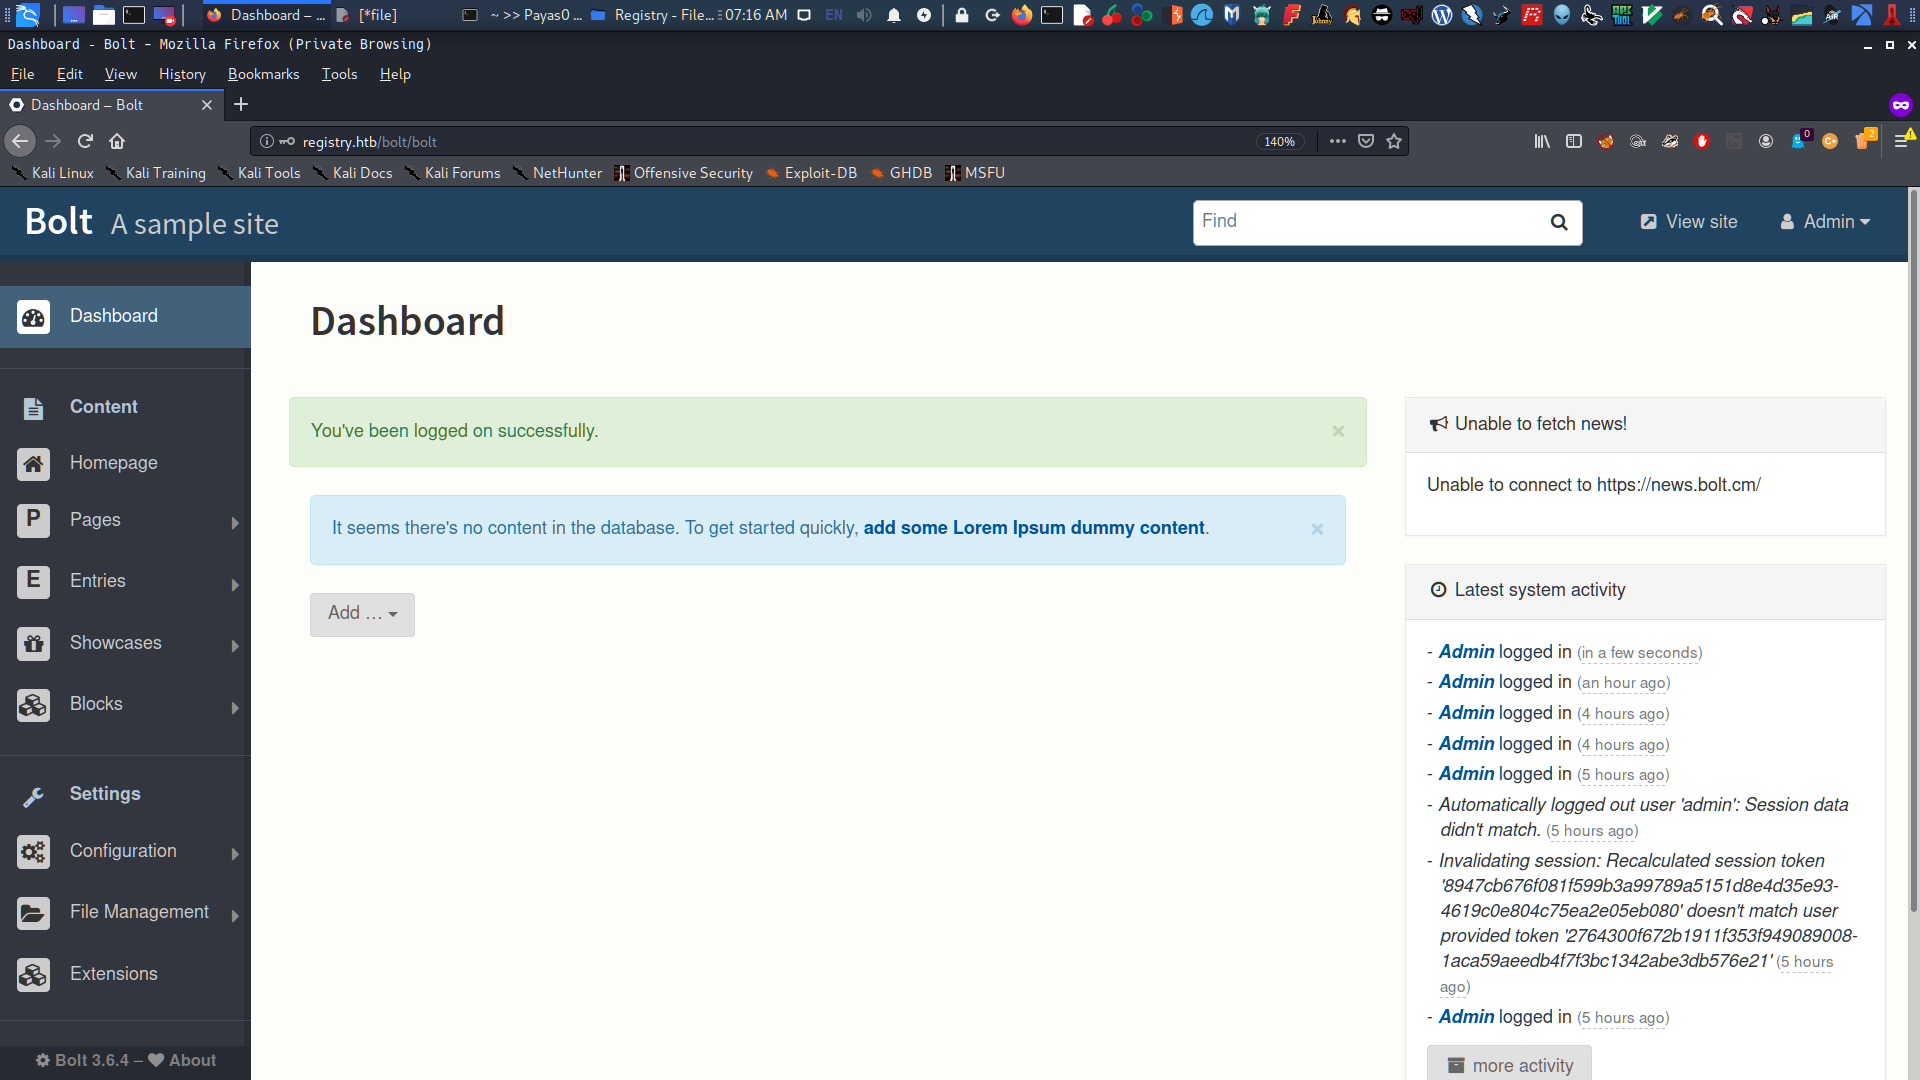 Dashboard – ...
[*file]
~ >> Payas0 ...
Registry - File...
07:16 AM
EN
Dashboard - Bolt - Mozilla Firefox (Private Browsing)
File Edit View History Bookmarks Tools Help
Dashboard – Bolt
registry.htb/bolt/bolt
140%
0
2
Kali Linux Kali Training Kali Tools Kali Docs Kali Forums NetHunter Offensive Security Exploit-DB GHDB MSFU
Bolt A sample site
Find
View site
Admin
Dashboard
Content
Homepage
P Pages
E Entries
Showcases
Blocks
Settings
Configuration
File Management
Extensions
Bolt 3.6.4 – About
Dashboard
You've been logged on successfully. ×
It seems there's no content in the database. To get started quickly, add some Lorem Ipsum dummy content. ×
Add …
Unable to fetch news!
Unable to connect to https://news.bolt.cm/
Latest system activity
- Admin logged in (in a few seconds)
- Admin logged in (an hour ago)
- Admin logged in (4 hours ago)
- Admin logged in (4 hours ago)
- Admin logged in (5 hours ago)
- Automatically logged out user 'admin': Session data
didn't match. (5 hours ago)
- Invalidating session: Recalculated session token
'8947cb676f081f599b3a99789a5151d8e4d35e93-
4619c0e804c75ea2e05eb080' doesn't match user
provided token '2764300f672b1911f353f949089008-
1aca59aeedb4f7f3bc1342abe3db576e21' (5 hours
ago)
- Admin logged in (5 hours ago)
more activity